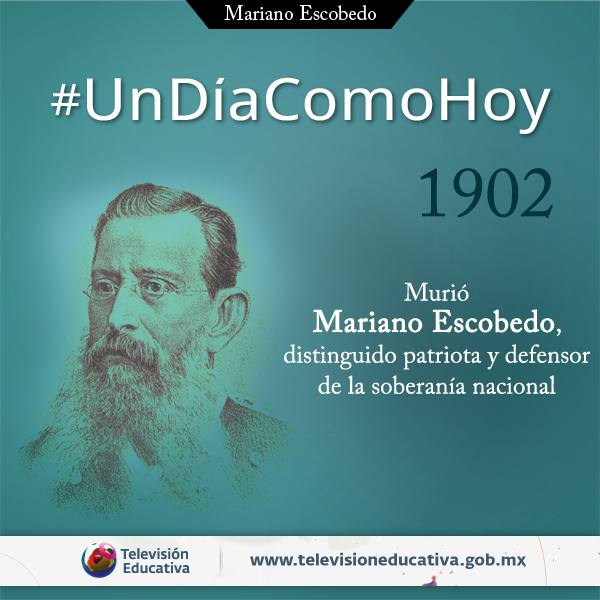 Mariano Escobedo
#UnDíaComoHoy
1902
Murió
Mariano Escobedo,
distinguido patriota y defensor
de la soberanía nacional
Televisión
Educativa
www.televisioneducativa.gob.mx